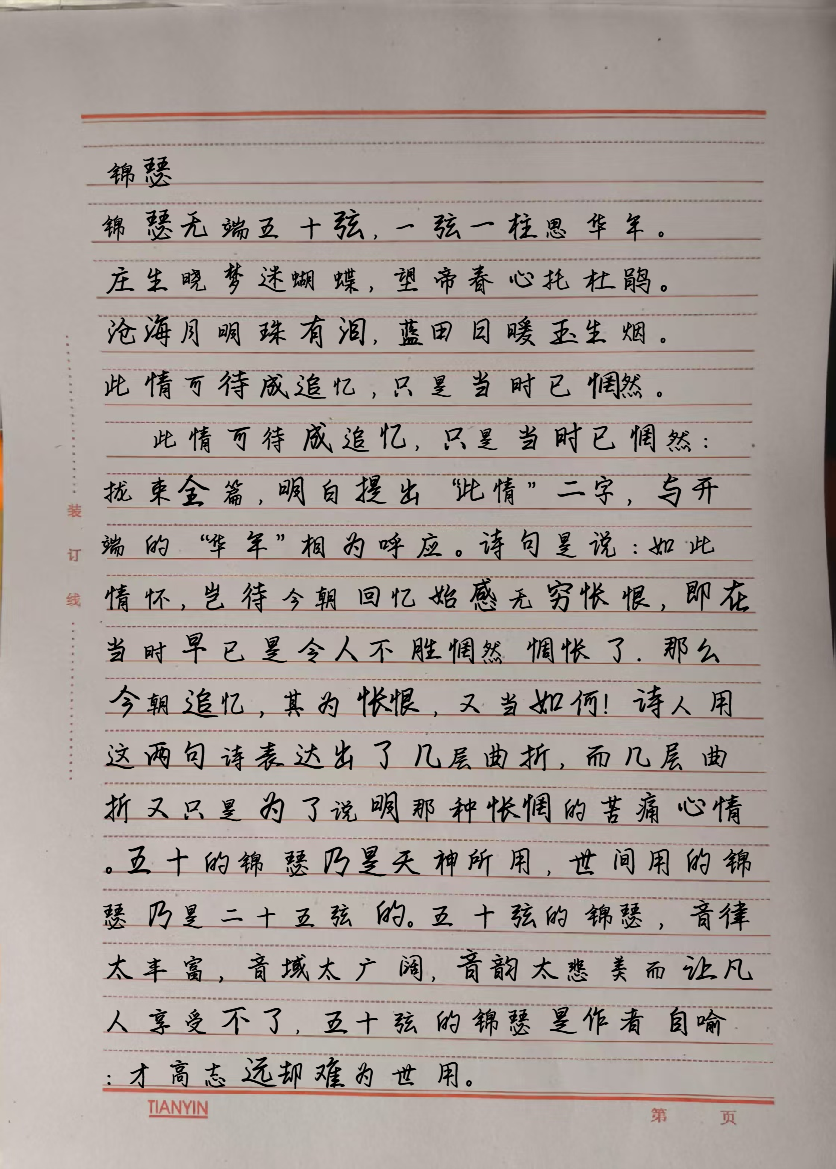 锦瑟
锦瑟无端五十弦，一弦一柱思华年。
庄生晓梦迷蝴蝶，望帝春心托杜鹃。
沧海月明珠有泪，蓝田日暖玉生烟。
此情可待成追忆，只是当时已惘然。
此情可待成追忆，只是当时已惘然：
拢束全篇，明白提出“此情”二字，与开
端的“华年”相为呼应。诗句是说：如此
情怀，岂待今朝回忆始感无穷怅恨，即在
当时早已是令人不胜惘然 惆怅了．那么
今朝追忆，其为怅恨，又当如何！诗人用
这两句诗表达出了几层曲折，而几层曲
折又只是为了说明那种怅惘的苦痛心情
。五十的锦瑟乃是天神所用，世间用的锦
瑟乃是二十五弦的。五十弦的锦瑟，音律
太丰富，音域太广阔，音韵太悲美而让凡
人享受不了，五十弦的锦瑟是作者自喻
：才高志远却难为世用。
装订线
TIANYIN
第 页